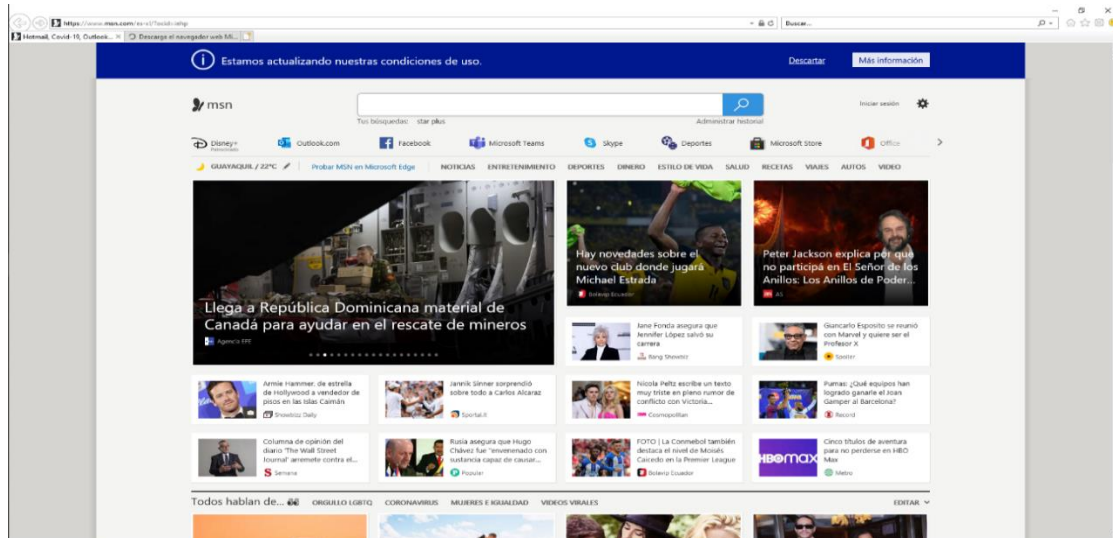 https://www.msn.com/es-xl/?ocid=iehp
Buscar...
Hotmail, Covid-19, Outlook...
Descarga el navegador web Mi...
Estamos actualizando nuestras condiciones de uso.
Descartar
Más información
msn
Iniciar sesión
Tus búsquedas: star plus
Administrar historial
Disney+
Patrocinado
Outlook.com
Facebook
Microsoft Teams
Skype
Deportes
Microsoft Store
Office
GUAYAQUIL / 22°C
Probar MSN en Microsoft Edge
NOTICIAS ENTRETENIMIENTO DEPORTES DINERO ESTILO DE VIDA SALUD RECETAS VIAJES AUTOS VIDEO
Llega a República Dominicana material de
Canadá para ayudar en el rescate de mineros
Agencia EFE
Hay novedades sobre el
nuevo club donde jugará
Michael Estrada
Bolavip Ecuador
Peter Jackson explica por qué
no participá en El Señor de los
Anillos: Los Anillos de Poder...
AS
Jane Fonda asegura que
Jennifer López salvó su
carrera
Bang Showbiz
Giancarlo Esposito se reunió
con Marvel y quiere ser el
Profesor X
Spoiler
Armie Hammer, de estrella
de Hollywood a vendedor de
pisos en las Islas Caimán
Showbizz Daily
Jannik Sinner sorprendió
sobre todo a Carlos Alcaraz
Sportal.it
Nicola Peltz escribe un texto
muy triste en pleno rumor de
conflicto con Victoria...
Cosmopolitan
Pumas: ¿Qué equipos han
logrado ganarle el Joan
Gamper al Barcelona?
Record
Columna de opinión del
diario 'The Wall Street
Journal' arremete contra el...
Semana
Rusia asegura que Hugo
Chávez fue "envenenado con
sustancia capaz de causar...
Popular
FOTO | La Conmebol también
destaca el nivel de Moisés
Caicedo en la Premier League
Bolavip Ecuador
HBOmax
Cinco títulos de aventura
para no perderse en HBO
Max
Metro
Todos hablan de... ORGULLO LGBTQ CORONAVIRUS MUJERES E IGUALDAD VIDEOS VIRALES
EDITAR